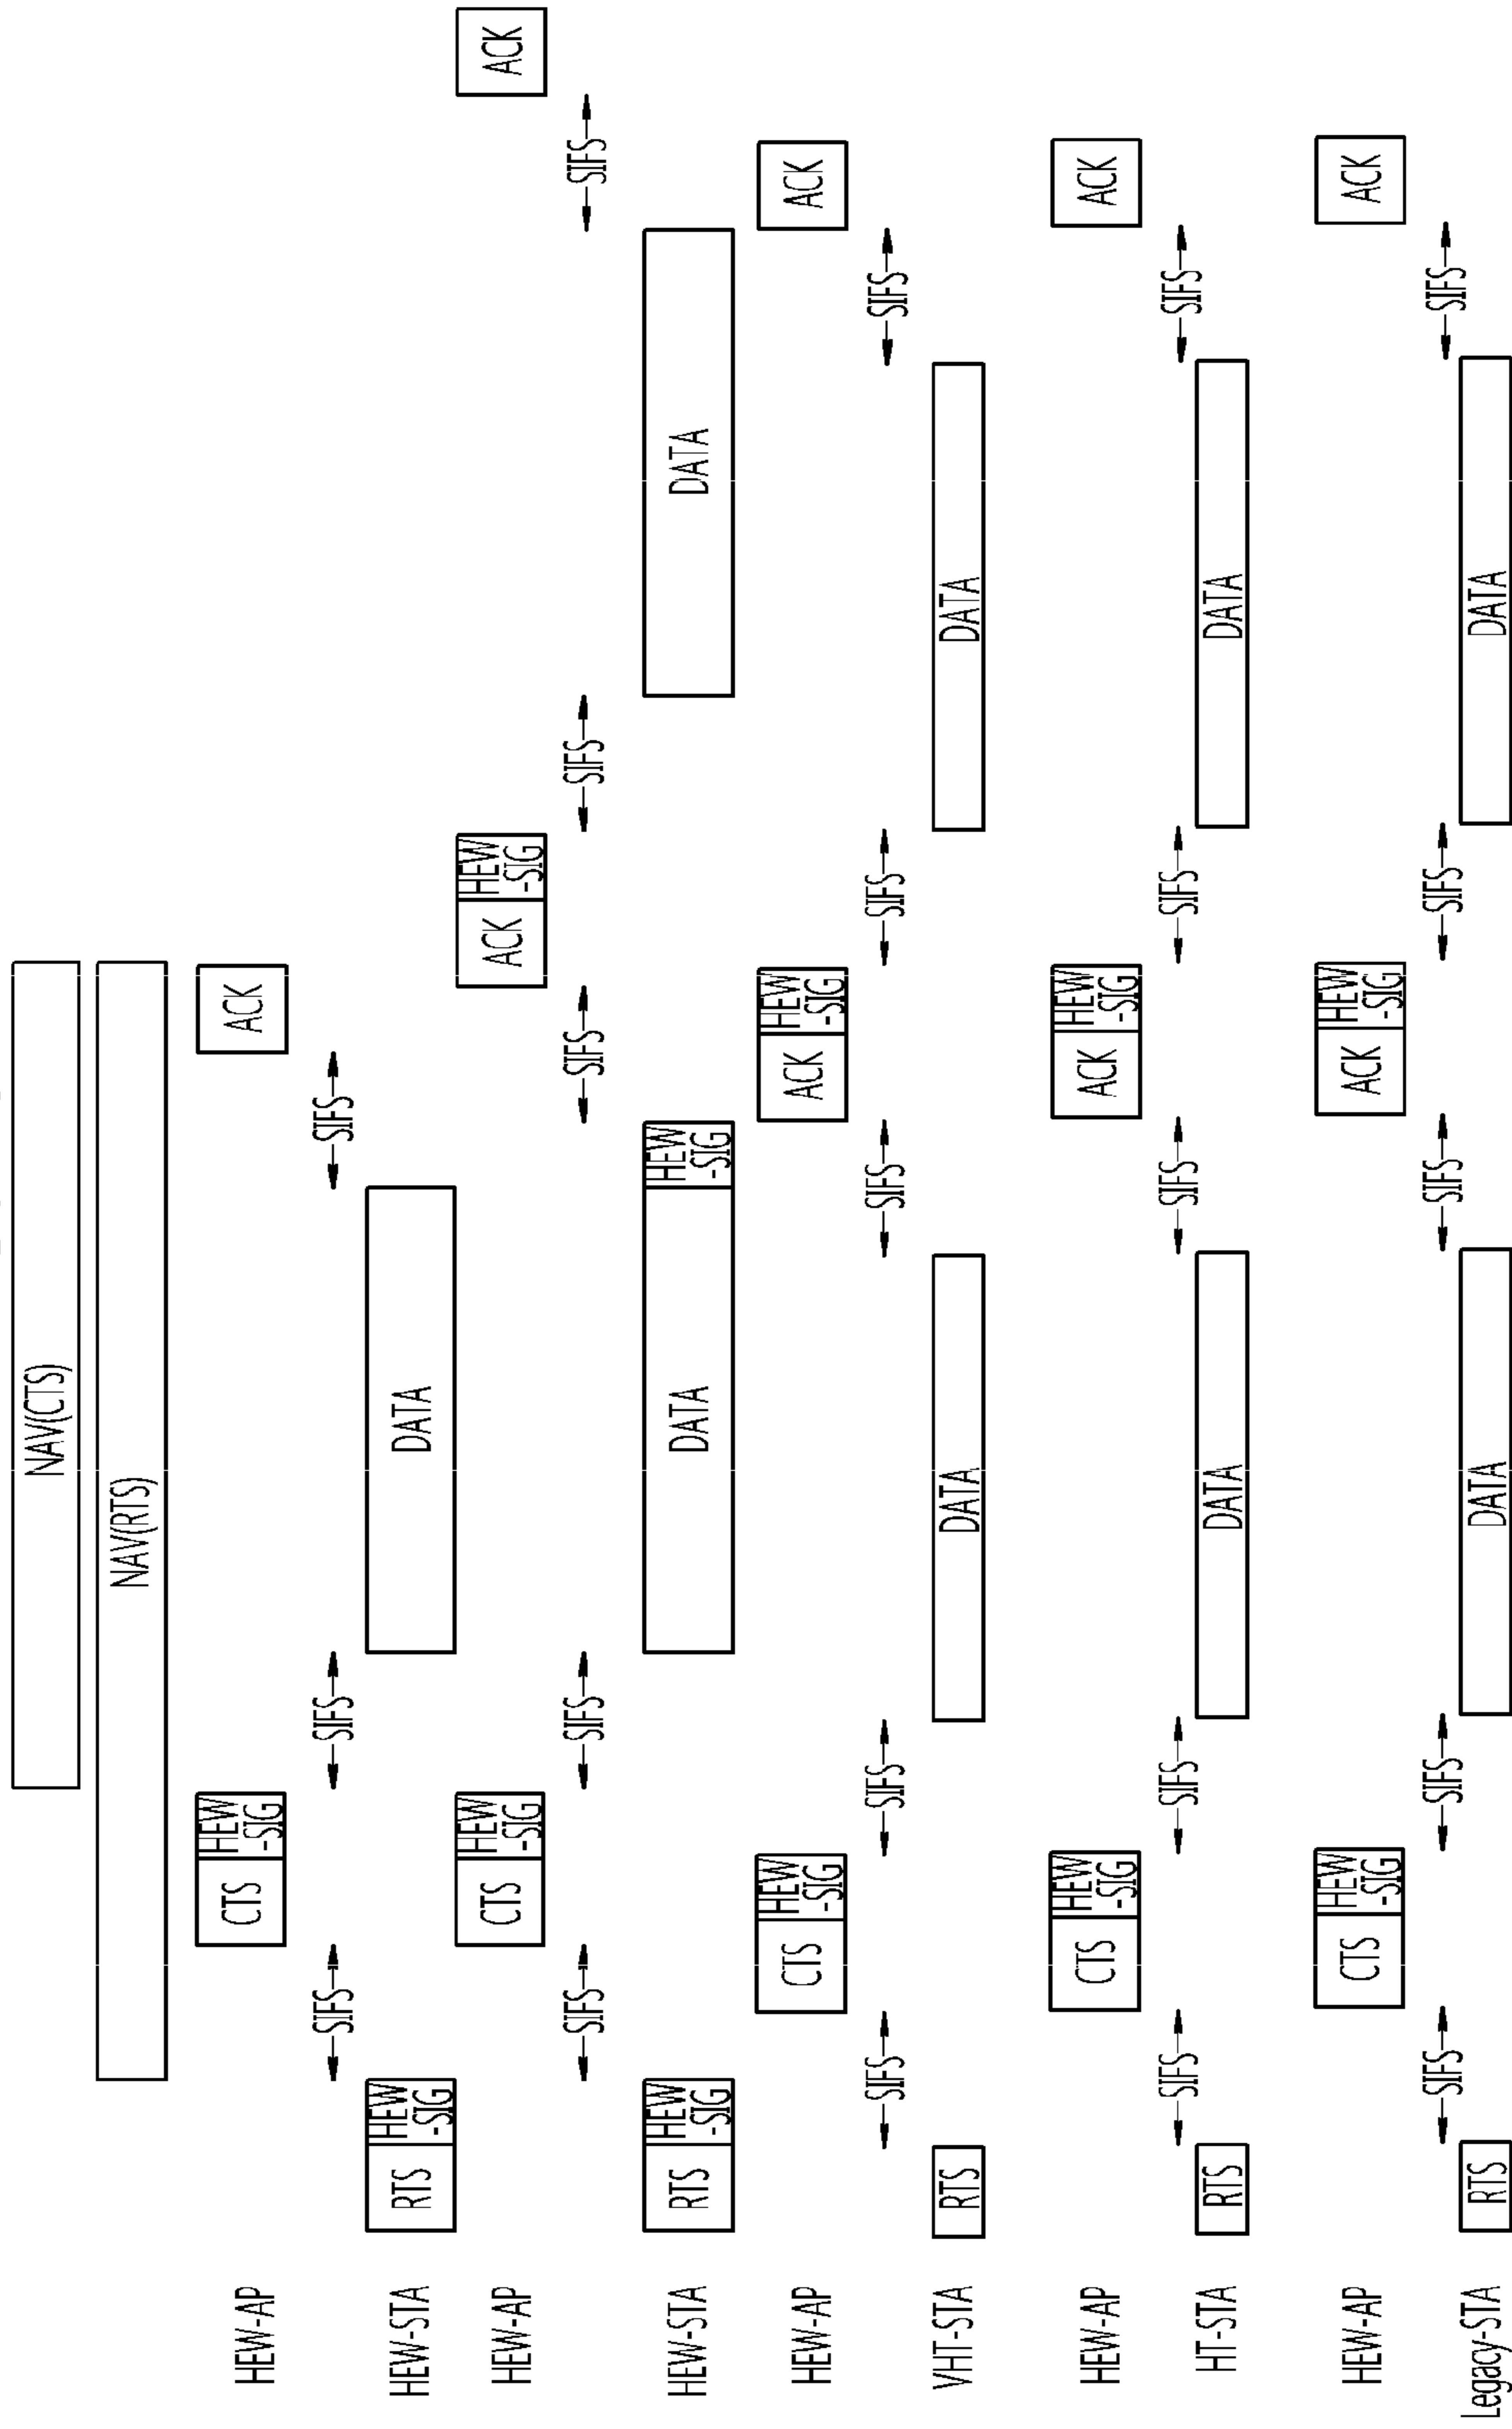 NAV(CTS)
NAV(RTS)
HEW-AP
CTS
HEW
-SIG
ACK
SIFS
SIFS
SIFS
HEW-STA
RTS
HEW
-SIG
DATA
HEW-AP
CTS
HEW
-SIG
ACK
HEW
-SIG
ACK
SIFS
SIFS
SIFS
SIFS
SIFS
HEW-STA
RTS
HEW
-SIG
DATA
HEW
-SIG
DATA
HEW-AP
CTS
HEW
-SIG
ACK
HEW
-SIG
ACK
SIFS
SIFS
SIFS
SIFS
SIFS
VHT-STA
RTS
DATA
DATA
HEW-AP
CTS
HEW
-SIG
ACK
HEW
-SIG
ACK
SIFS
SIFS
SIFS
SIFS
SIFS
HT-STA
RTS
DATA
DATA
HEW-AP
CTS
HEW
-SIG
ACK
HEW
-SIG
ACK
SIFS
SIFS
SIFS
SIFS
SIFS
Legacy-STA
RTS
DATA
DATA